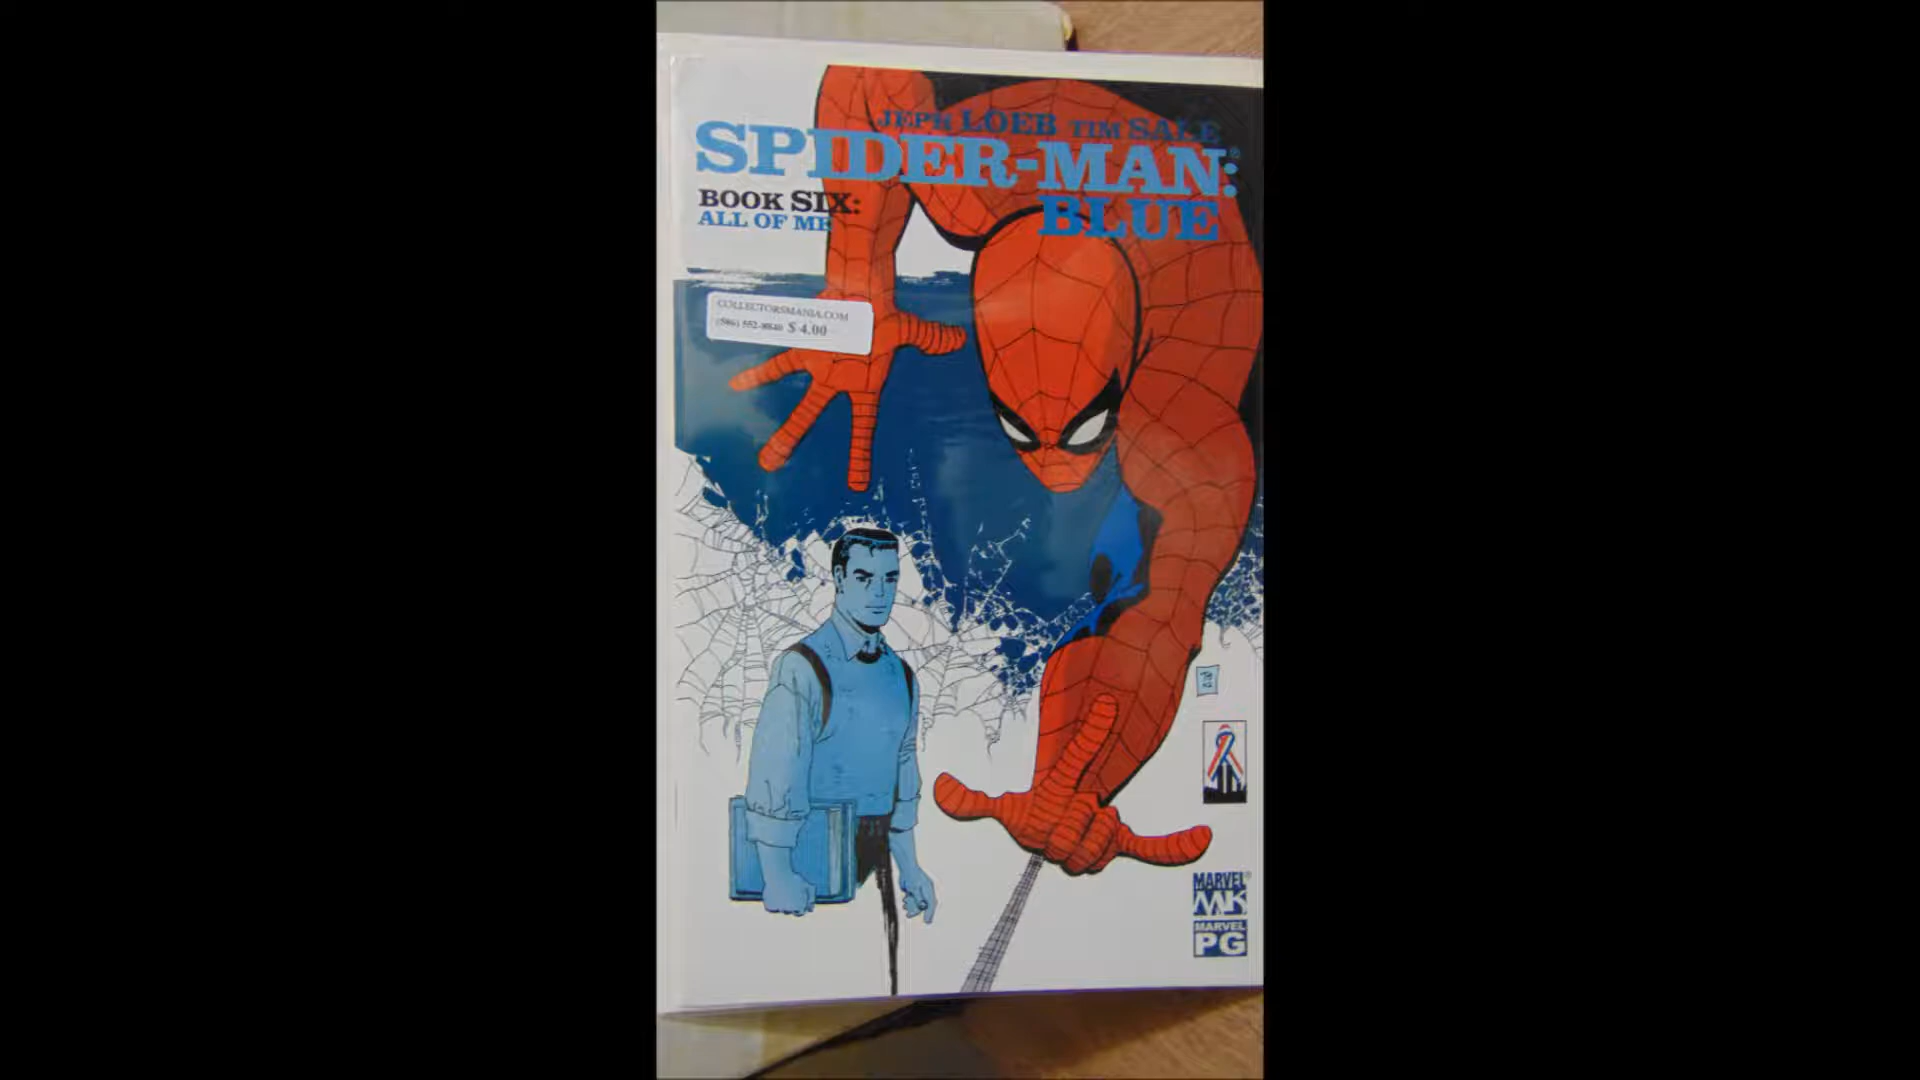 JEPH LOEB TIM SALE
SPIDER-MAN:
BLUE
BOOK SIX:
ALL OF ME
COLLECTORSMANIA.COM
$ 4.00
MARVEL
MK
MARVEL
PG